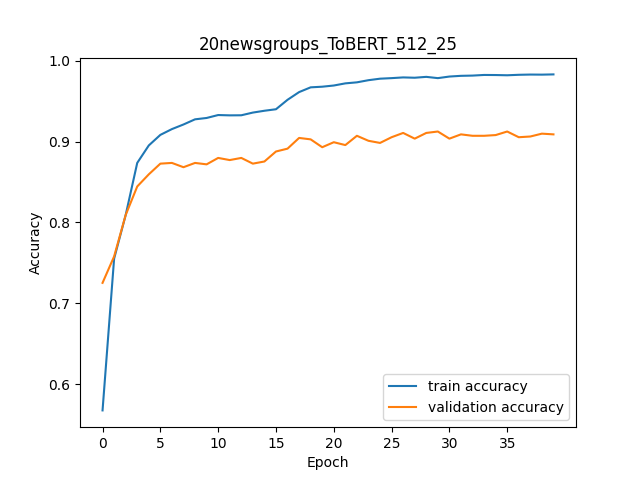 20newsgroups_ToBERT_512_25
1.0
0.9
0.8
0.7
0.6
Accuracy
train accuracy
validation accuracy
0 5 10 15 20 25 30 35
Epoch